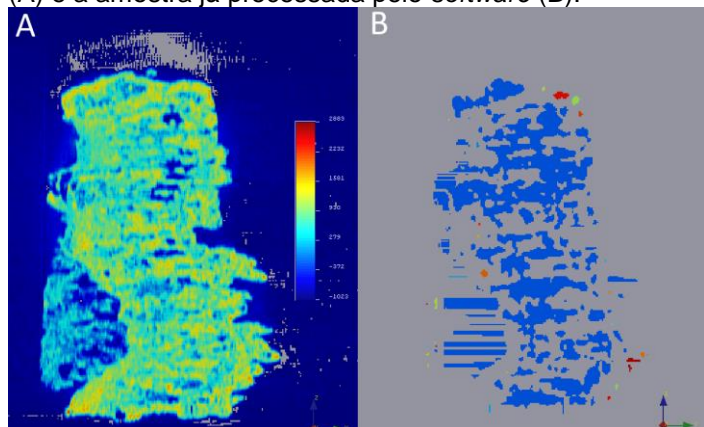 (A) e a amostra já processada pelo software (B).
A
B
2883
2232
1581
930
279
-372
-1023
z